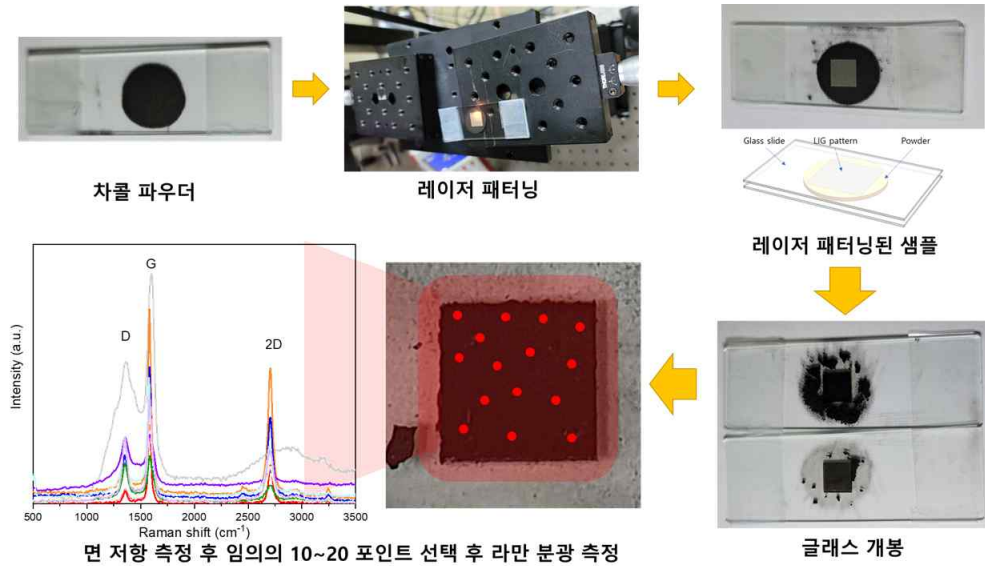 차콜 파우더
레이저 패터닝
Glass slide
LIG pattern
Powder
레이저 패터닝된 샘플
글래스 개봉
Intensity (a.u.)
D
G
2D
500 1000 1500 2000 2500 3000 3500
Raman shift (cm⁻¹)
면 저항 측정 후 임의의 10~20 포인트 선택 후 라만 분광 측정